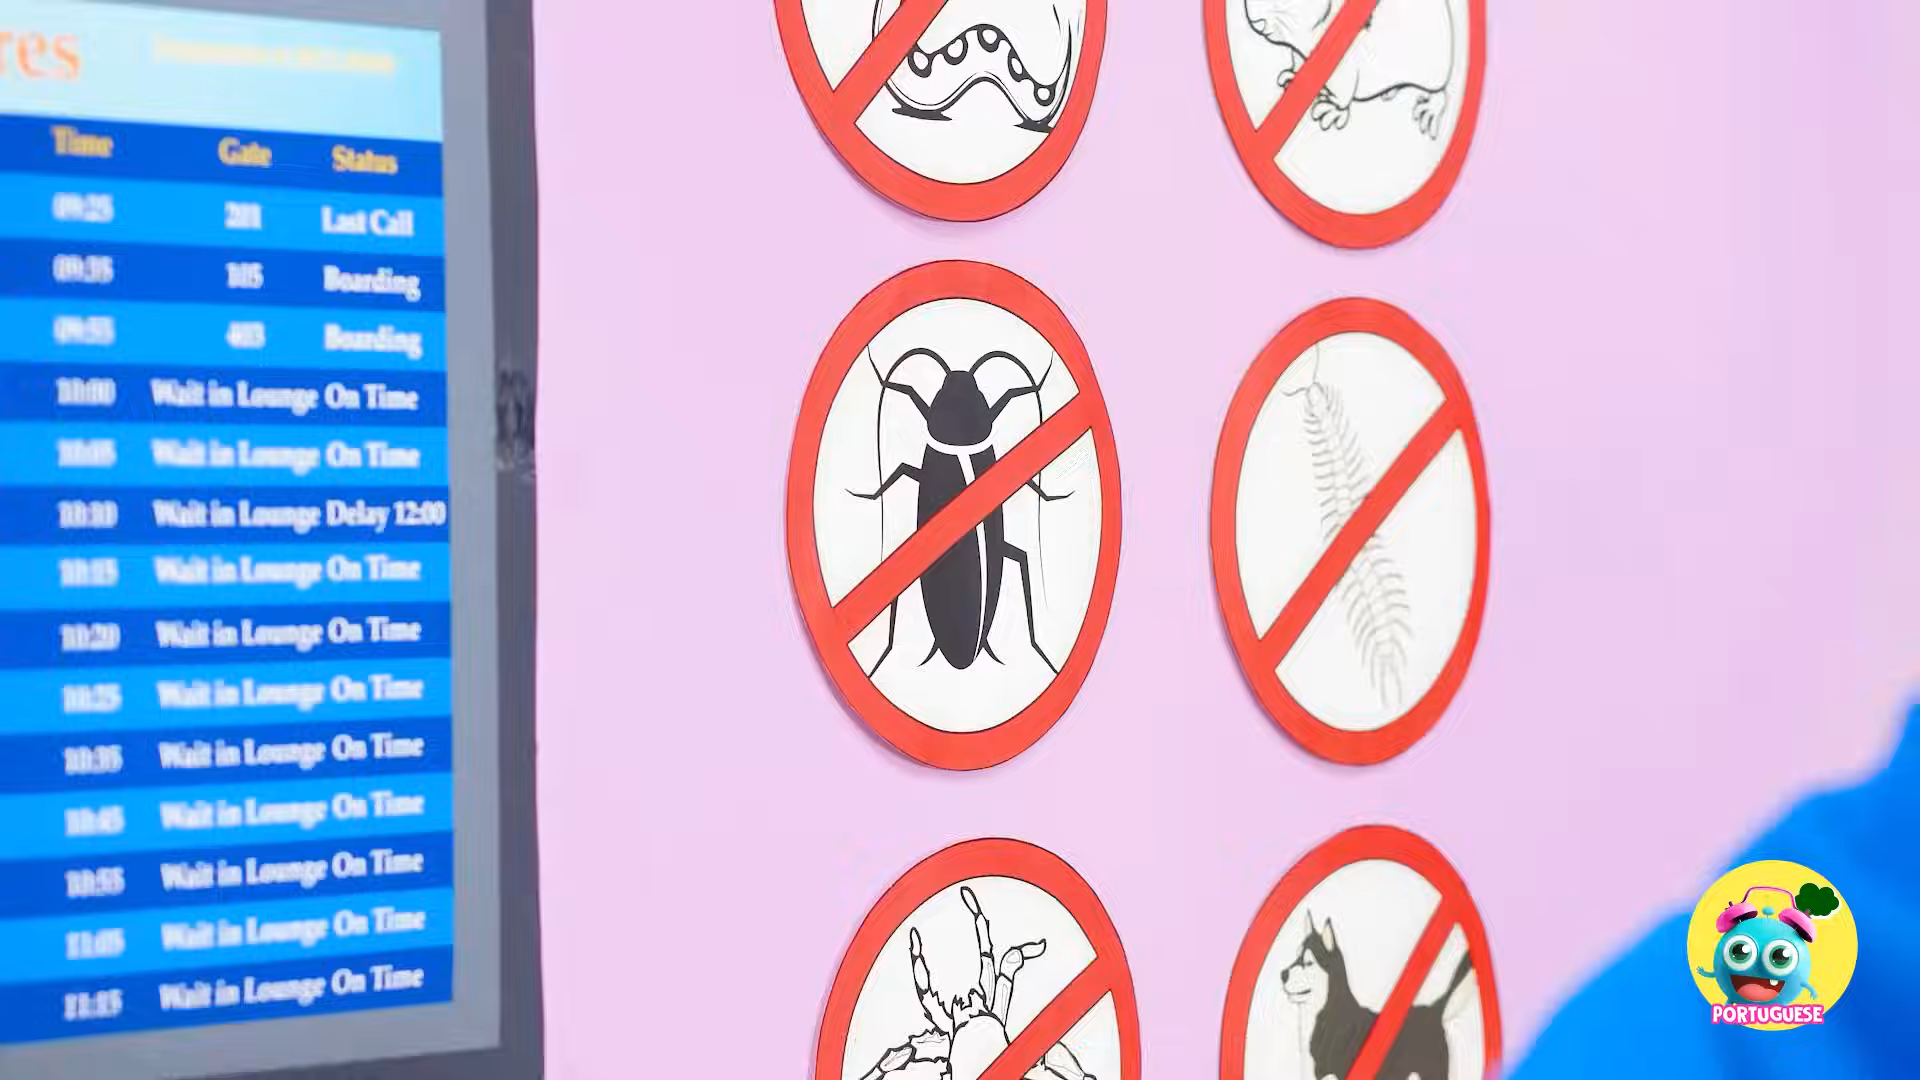 res
Time Gate Status
09:25 201 Last Call
09:35 105 Boarding
09:55 403 Boarding
10:00 Wait in Lounge On Time
10:05 Wait in Lounge On Time
10:10 Wait in Lounge Delay 12:00
10:15 Wait in Lounge On Time
10:20 Wait in Lounge On Time
10:25 Wait in Lounge On Time
10:35 Wait in Lounge On Time
10:45 Wait in Lounge On Time
10:55 Wait in Lounge On Time
11:05 Wait in Lounge On Time
11:15 Wait in Lounge On Time
PORTUGUESE